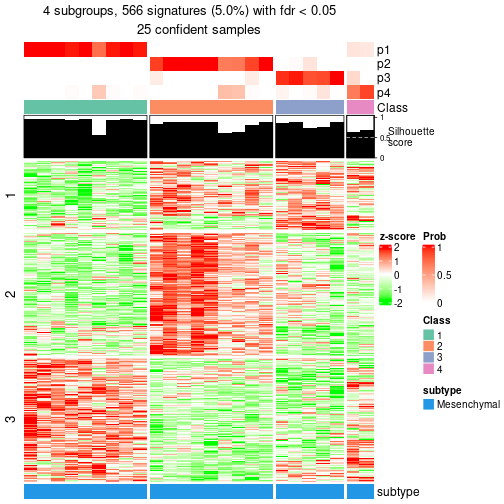 4 subgroups, 566 signatures (5.0%) with fdr < 0.05
25 confident samples
p1
p2
p3
p4
Class
1
0.5
0
Silhouette
score
1
2
3
z-score
2
1
0
-1
-2
Prob
1
0.5
0
Class
1
2
3
4
subtype
Mesenchymal
subtype